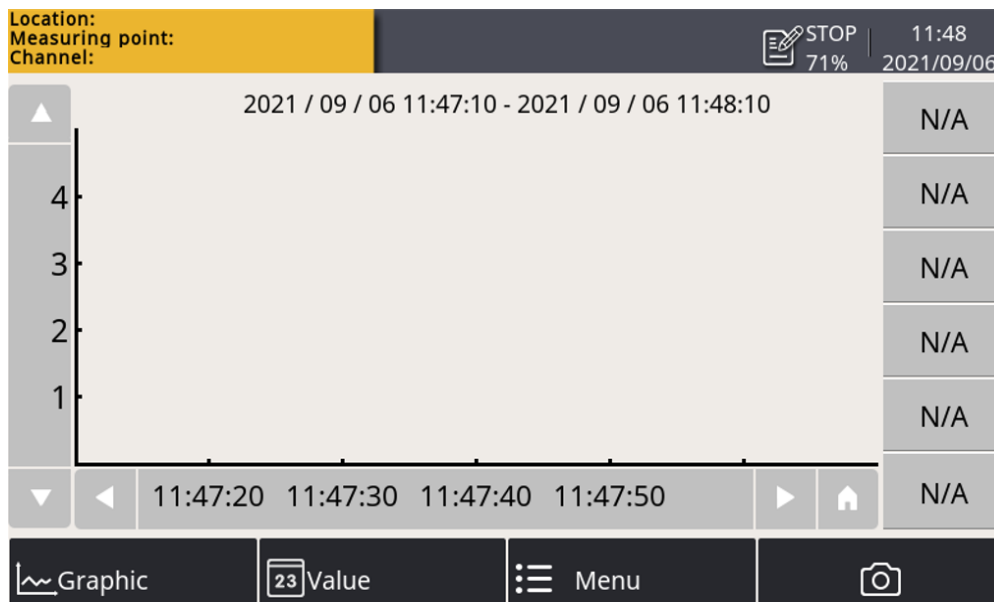 Location:
Measuring point:
Channel:
STOP
71%
11:48
2021/09/06
2021 / 09 / 06 11:47:10 - 2021 / 09 / 06 11:48:10
4
3
2
1
11:47:20 11:47:30 11:47:40 11:47:50
N/A
N/A
N/A
N/A
N/A
N/A
Graphic
23 Value
Menu